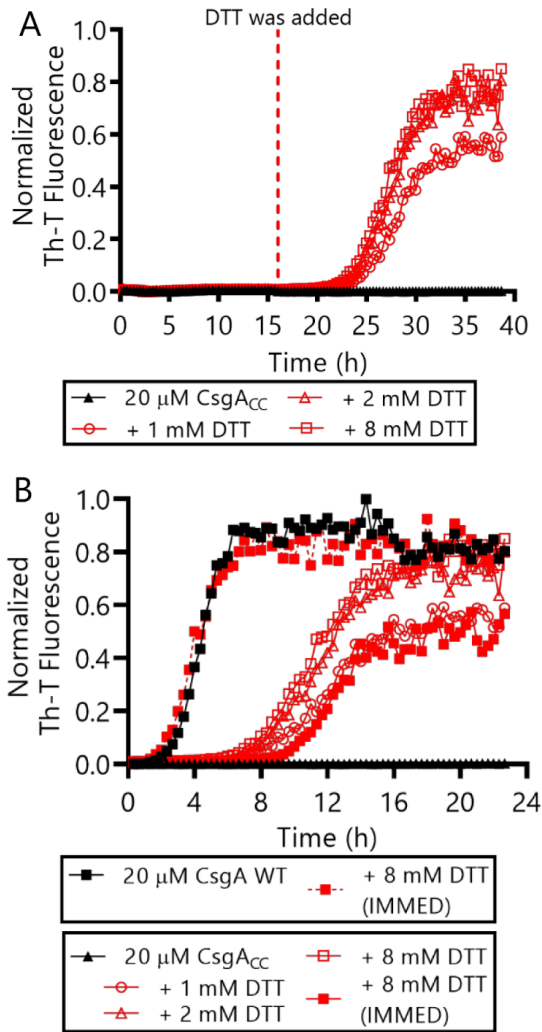 A
DTT was added
Normalized
Th-T Fluorescence
1.0
0.8
0.6
0.4
0.2
0.0
0 5 10 15 20 25 30 35 40
Time (h)
20 μM CsgACC + 2 mM DTT
+ 1 mM DTT + 8 mM DTT
B
Normalized
Th-T Fluorescence
1.0
0.8
0.6
0.4
0.2
0.0
0 4 8 12 16 20 24
Time (h)
20 μM CsgA WT + 8 mM DTT
(IMMED)
20 μM CsgACC + 8 mM DTT
+ 1 mM DTT + 8 mM DTT
+ 2 mM DTT (IMMED)